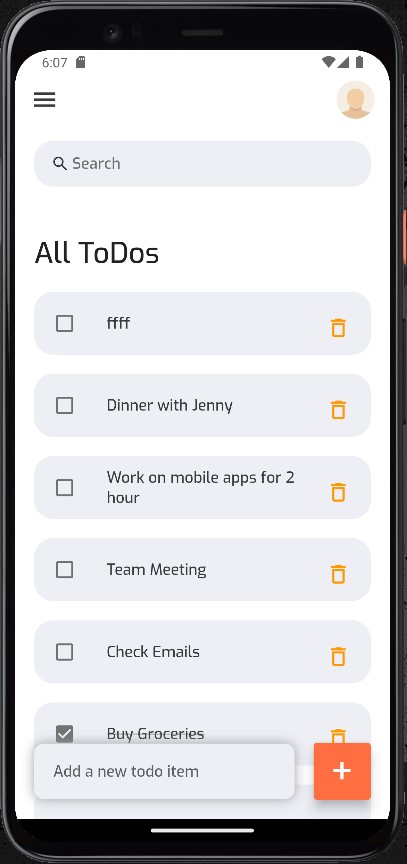 6:07
Search
All ToDos
ffff
Dinner with Jenny
Work on mobile apps for 2
hour
Team Meeting
Check Emails
Buy Groceries
Add a new todo item
+